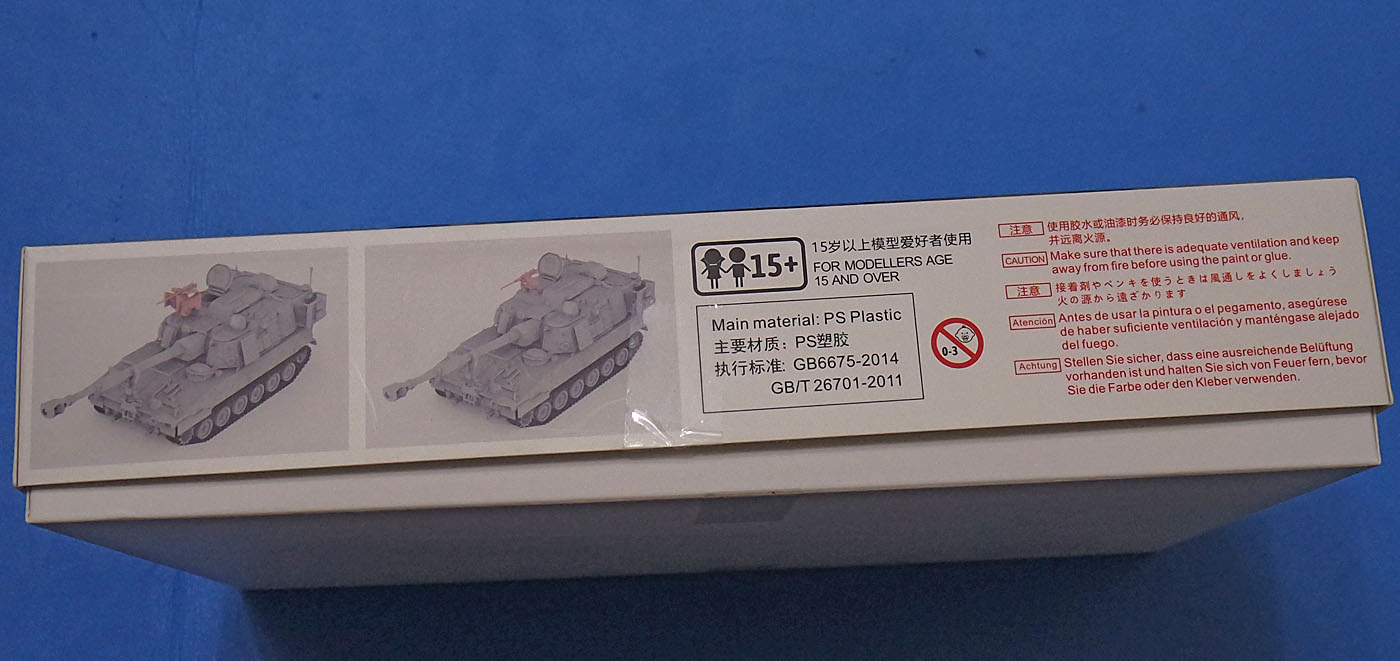 15+
15岁以上模型爱好者使用
FOR MODELLERS AGE
15 AND OVER
Main material: PS Plastic
主要材质：PS塑胶
执行标准: GB6675-2014
GB/T 26701-2011
0-3
注意 使用胶水或油漆时务必保持良好的通风，
并远离火源。
CAUTION Make sure that there is adequate ventilation and keep
away from fire before using the paint or glue.
注意 接着剤やペンキを使うときは風通しをよくしましょう
火の源から遠ざかります
Atención Antes de usar la pintura o el pegamento, asegúrese
de haber suficiente ventilación y manténgase alejado
del fuego.
Achtung Stellen Sie sicher, dass eine ausreichende Belüftung
vorhanden ist und halten Sie sich von Feuer fern, bevor
Sie die Farbe oder den Kleber verwenden.